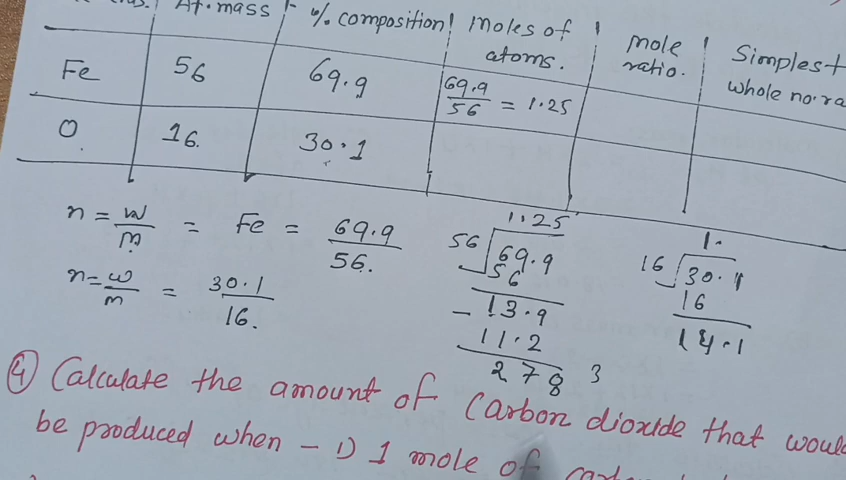 At. mass | % composition | moles of atoms. | mole ratio. | Simplest whole no.
Fe | 56 | 69.9 | 69.9/56 = 1.25
O. | 16. | 30.1
n = w/m = Fe = 69.9/56.
n = w/m = 30.1/16.
1.25
56 √69.9
56
- 13.9
11.2
278 3
1.
16 √30.1
16
14.1
④ Calculate the amount of Carbon dioxide that
be produced when - 1) 1 mole of